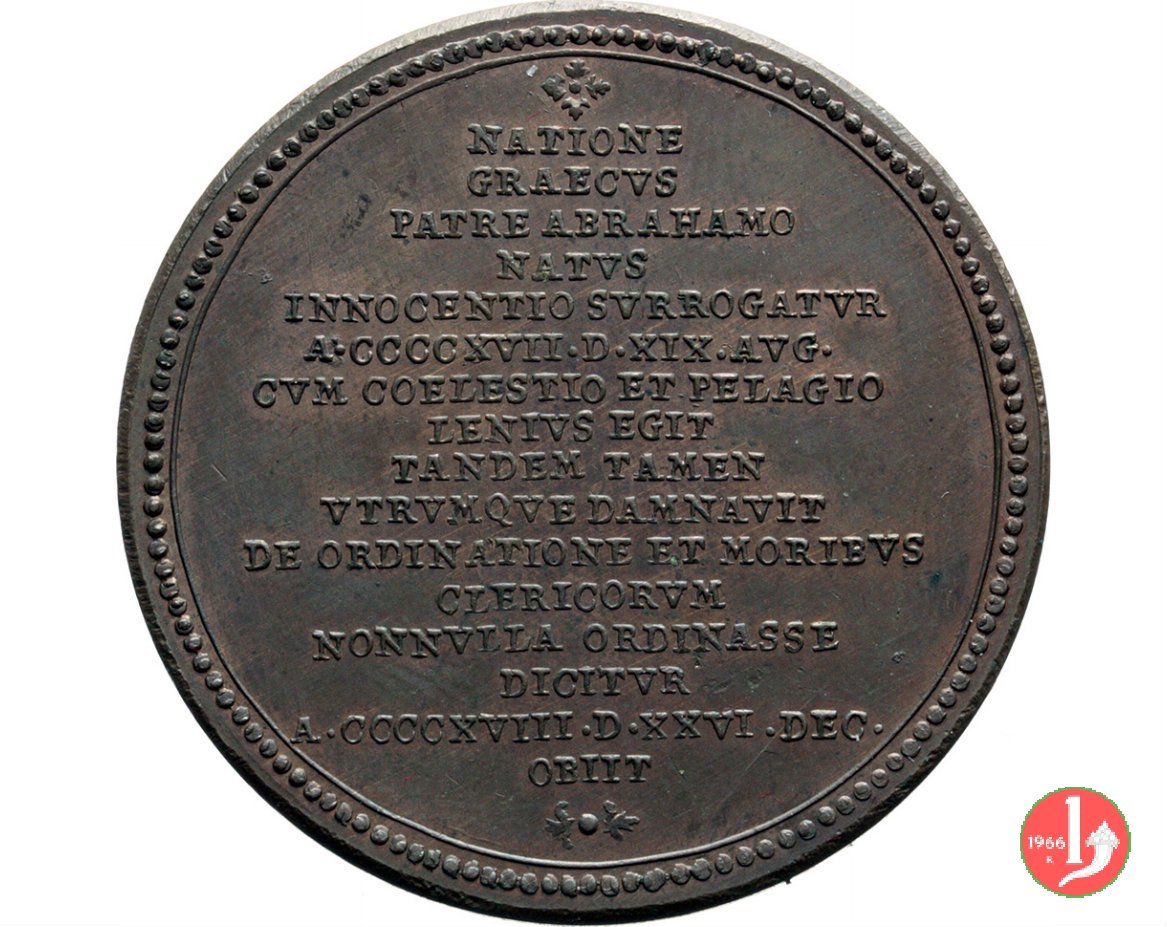 NATIONE
GRAECVS
PATRE ABRAHAMO
NATVS
INNOCENTIO SVRROGATVR
A·CCCCXVII·D·XIX·AVG·
CVM COELESTIO ET PELAGIO
LENIVS EGIT
TANDEM TAMEN
VTRVMQVE DAMNAVIT
DE ORDINATIONE ET MORIBVS
CLERICORVM
NONNVLLA ORDINASSE
DICITVR
A·CCCCXVIII·D·XXVI·DEC·
OBIIT
1966